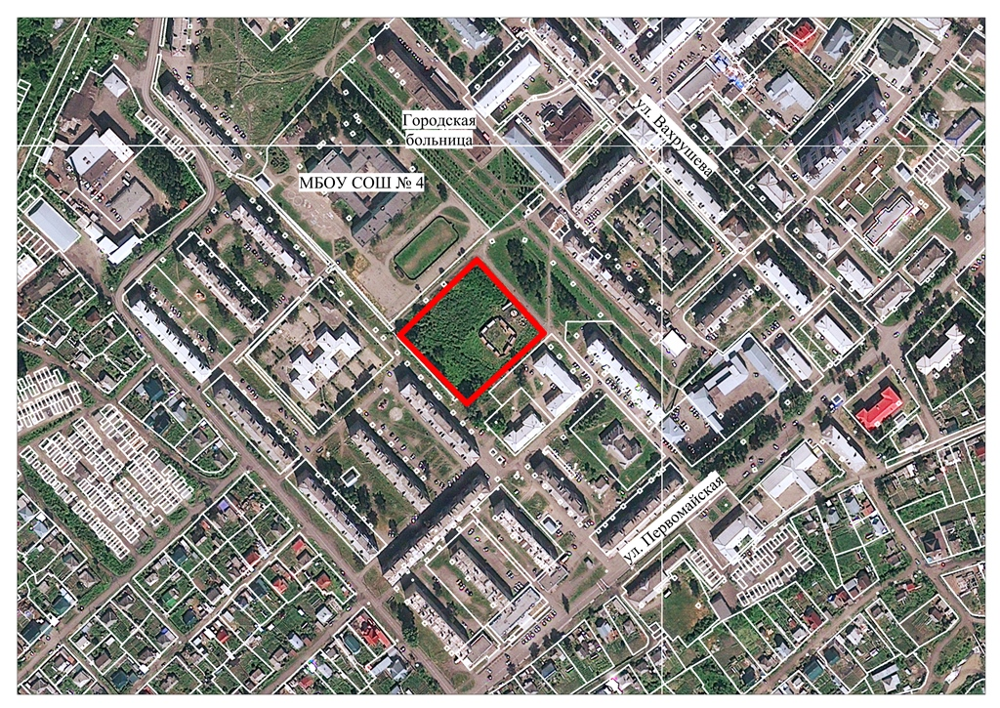 Городская
больница
ул. Вахрушева
МБОУ СОШ № 4
ул. Первомайская